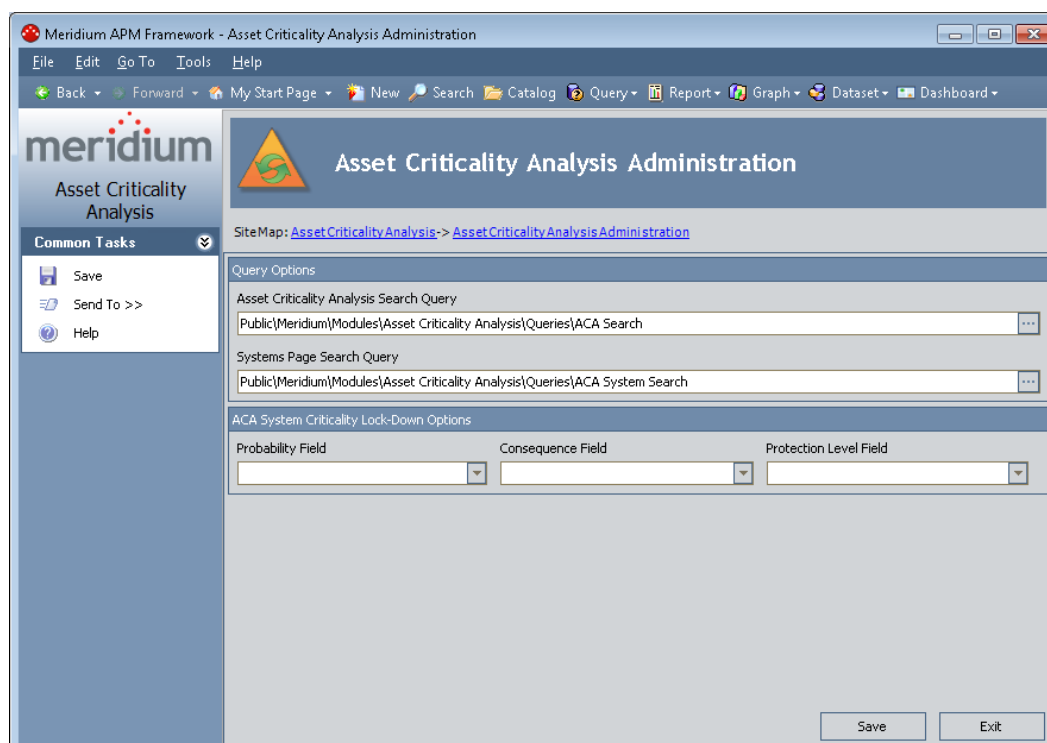 Meridium APM Framework - Asset Criticality Analysis Administration
File Edit Go To Tools Help
Back Forward My Start Page New Search Catalog Query Report Graph Dataset Dashboard
meridium
Asset Criticality
Analysis
Common Tasks
Save
Send To >>
Help
Asset Criticality Analysis Administration
SiteMap: Asset Criticality Analysis-> Asset Criticality Analysis Administration
Query Options
Asset Criticality Analysis Search Query
Public\Meridium\Modules\Asset Criticality Analysis\Queries\ACA Search
Systems Page Search Query
Public\Meridium\Modules\Asset Criticality Analysis\Queries\ACA System Search
ACA System Criticality Lock-Down Options
Probability Field Consequence Field Protection Level Field
Save Exit